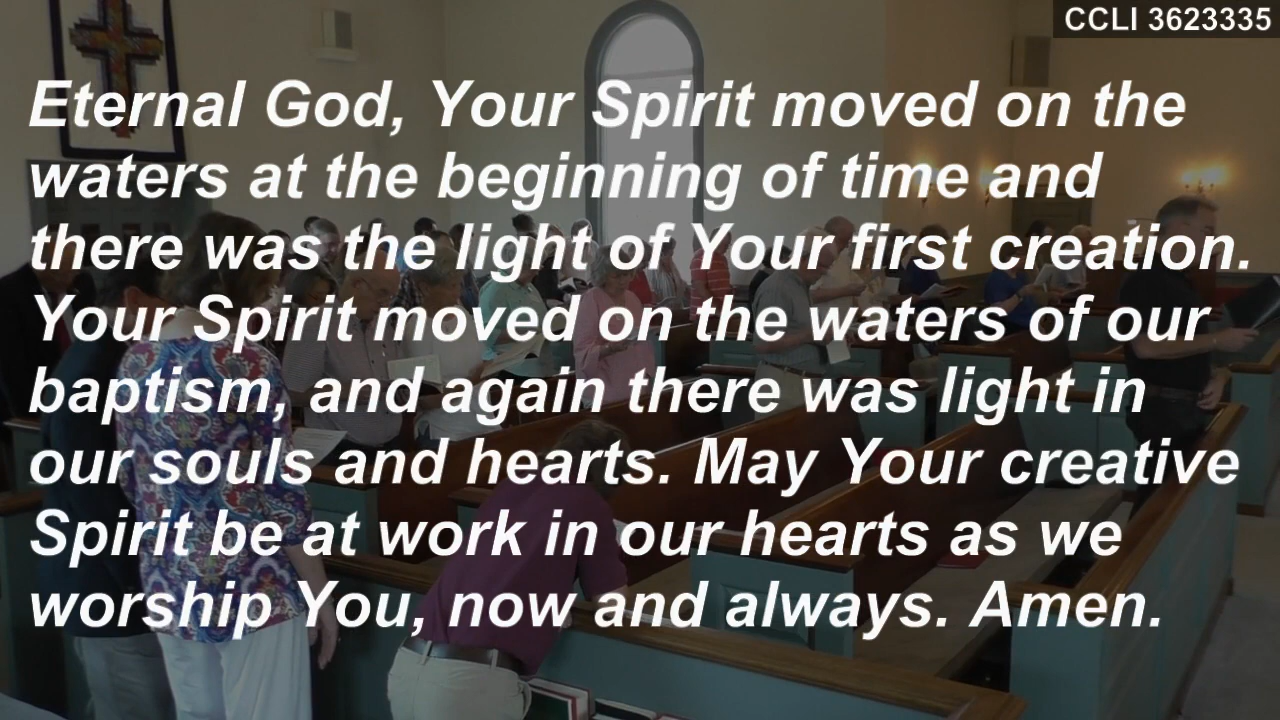 CCLI 3623335
Eternal God, Your Spirit moved on the
waters at the beginning of time and
there was the light of Your first creation.
Your Spirit moved on the waters of our
baptism, and again there was light in
our souls and hearts. May Your creative
Spirit be at work in our hearts as we
worship You, now and always. Amen.